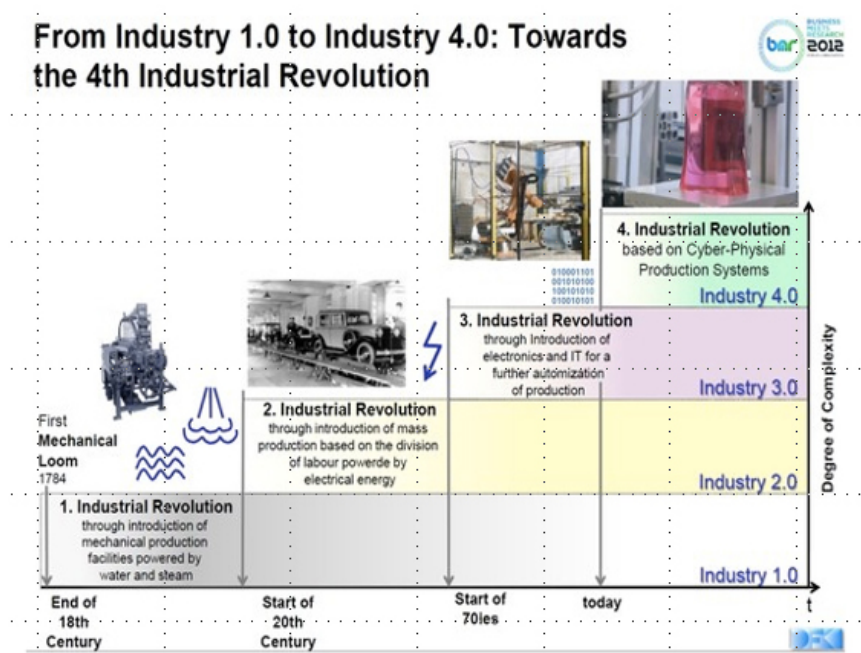 From Industry 1.0 to Industry 4.0: Towards
the 4th Industrial Revolution
bmr
BUSINESS
MEETS
RESEARCH
2012
4. Industrial Revolution
based on Cyber-Physical
Production Systems
Industry 4.0
010001101
001010100
100101010
010010101
3. Industrial Revolution
through Introduction of
electronics and IT for a
further automization
of production
Industry 3.0
2. Industrial Revolution
through introduction of mass
production based on the division
of labour powerde by
electrical energy
Industry 2.0
First
Mechanical
Loom
1784
1. Industrial Revolution
through introduction of
mechanical production
facilities powered by
water and steam
Industry 1.0
Degree of Complexity
End of
18th
Century
Start of
20th
Century
Start of
70ies
today
t
DFKI